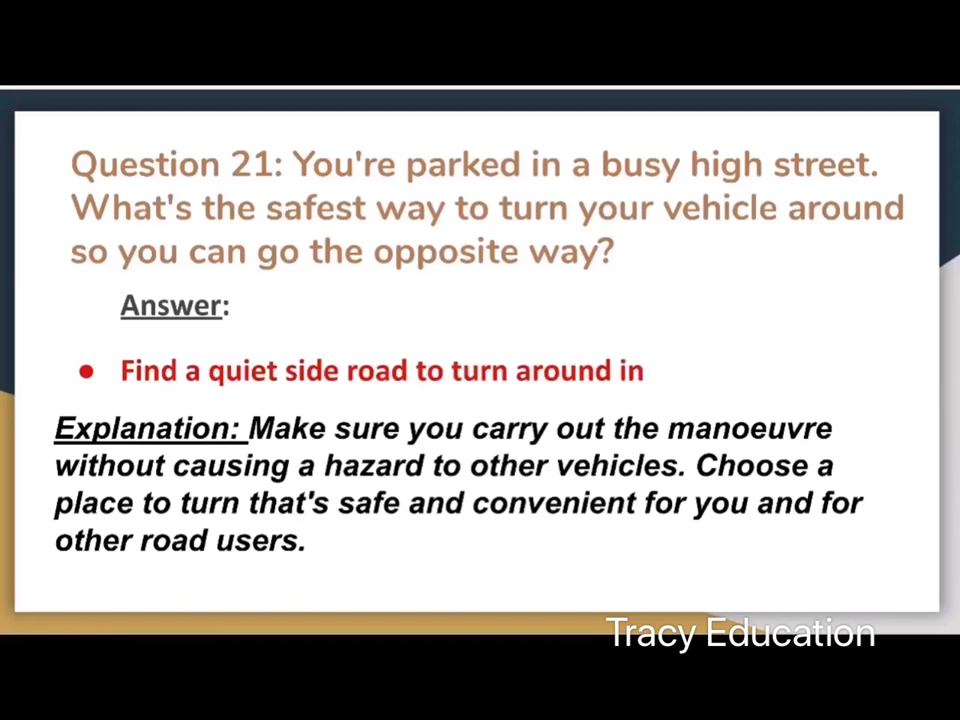 Question 21: You're parked in a busy high street.
What's the safest way to turn your vehicle around
so you can go the opposite way?
Answer:
● Find a quiet side road to turn around in
Explanation: Make sure you carry out the manoeuvre
without causing a hazard to other vehicles. Choose a
place to turn that's safe and convenient for you and for
other road users.
Tracy Education